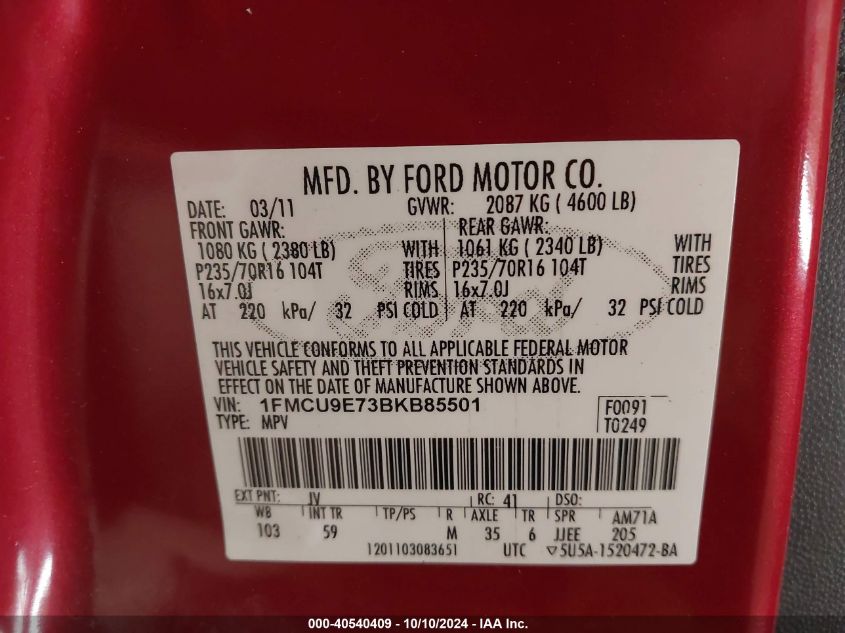 MFD. BY FORD MOTOR CO.
DATE: 03/11 GVWR: 2087 KG ( 4600 LB)
FRONT GAWR: REAR GAWR:
1080 KG ( 2380 LB) WITH 1061 KG ( 2340 LB) WITH
P235/70R16 104T TIRES P235/70R16 104T TIRES
16x7.0J RIMS 16x7.0J RIMS
AT 220 kPa/ 32 PSI COLD AT 220 kPa/ 32 PSI COLD
THIS VEHICLE CONFORMS TO ALL APPLICABLE FEDERAL MOTOR
VEHICLE SAFETY AND THEFT PREVENTION STANDARDS IN
EFFECT ON THE DATE OF MANUFACTURE SHOWN ABOVE.
VIN: 1FMCU9E73BKB85501 F0091
TYPE: MPV T0249
EXT PNT: JV RC: 41 DSO:
WB INT TR TP/PS R AXLE TR SPR AM71A
103 59 M 35 6 JJEE 205
1201103083651 UTC ▽5U5A-1520472-BA
000-40540409 - 10/10/2024 - IAA Inc.